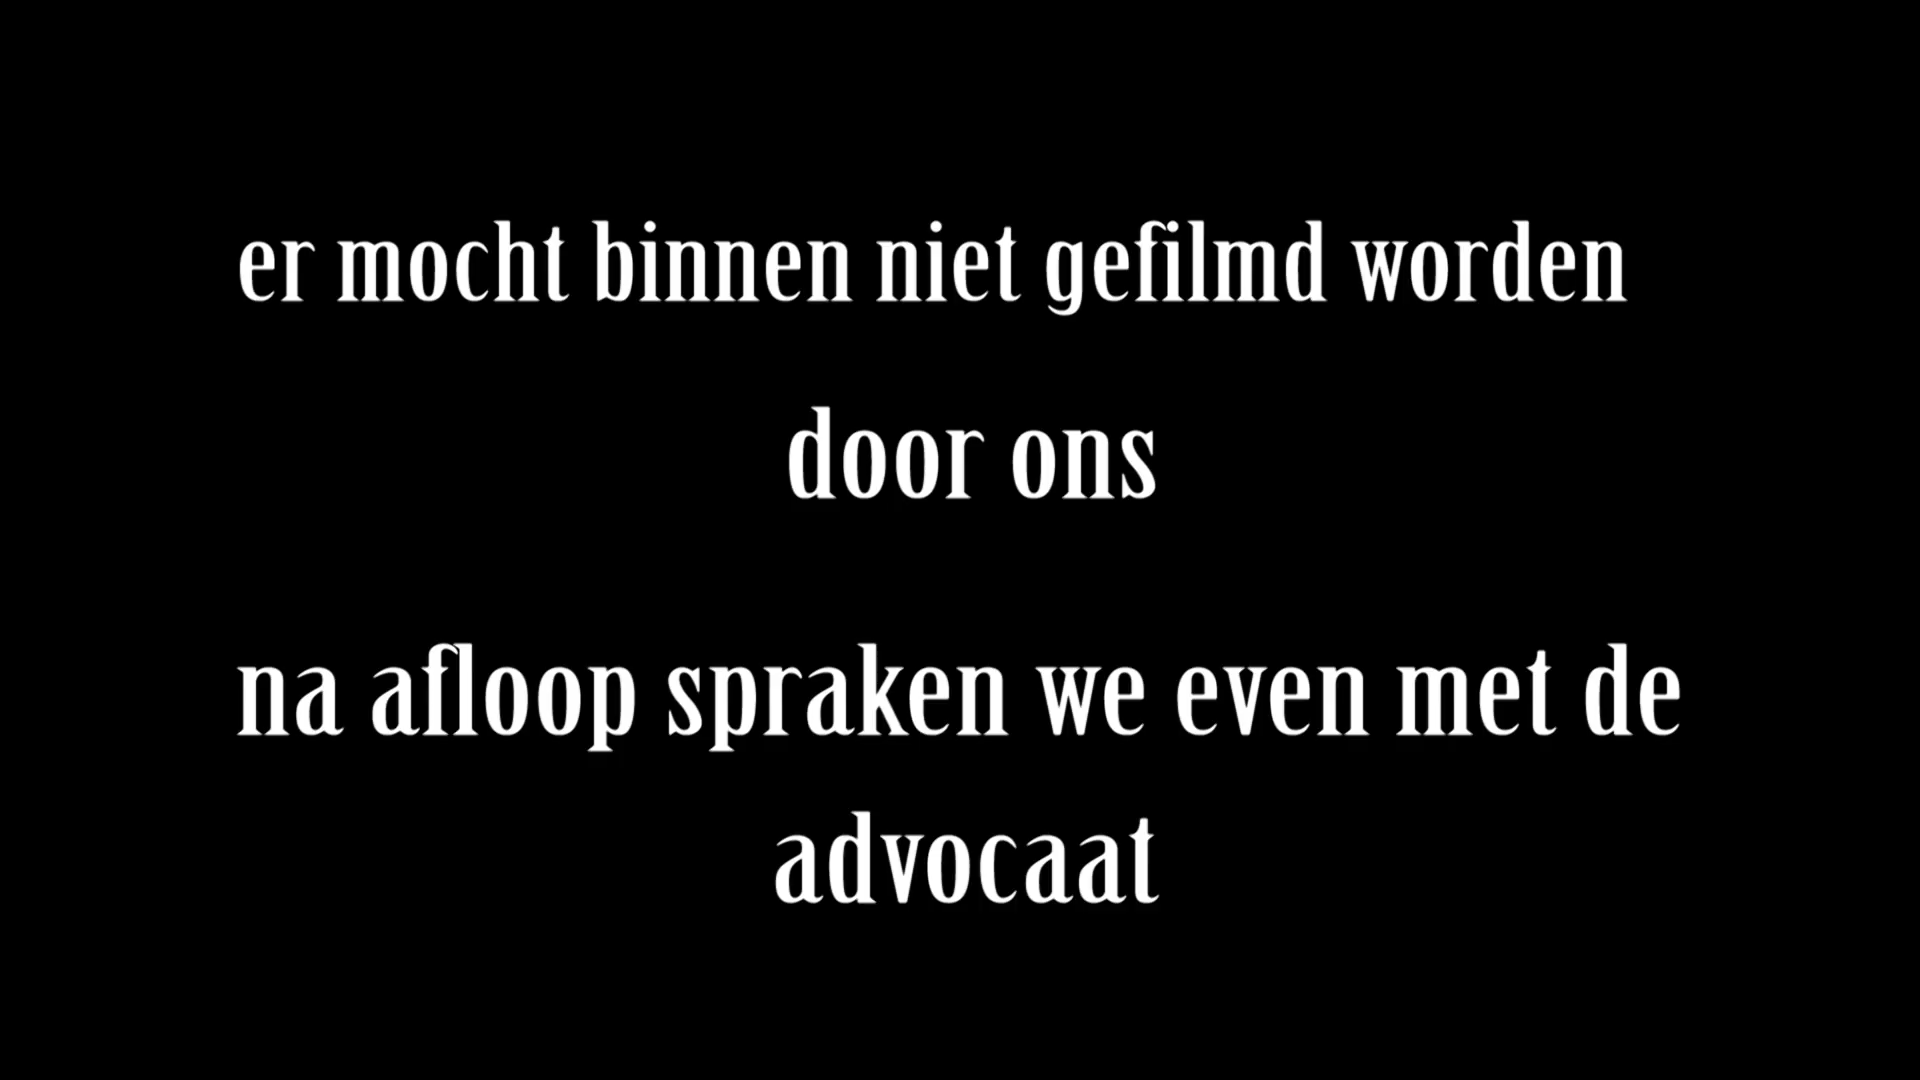 er mocht binnen niet gefilmd worden
door ons
na afloop spraken we even met de
advocaat